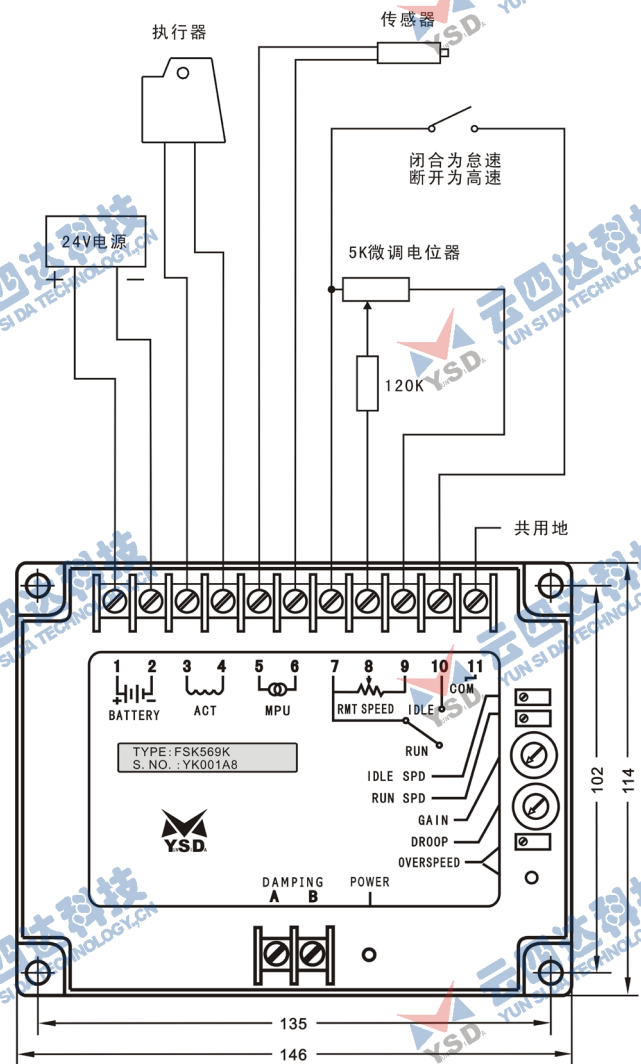 传感器
执行器
闭合为怠速
断开为高速
24V电源
+ −
5K微调电位器
120K
共用地
1 2 3 4 5 6 7 8 9 10 11
+ −
BATTERY
ACT
MPU
RMT SPEED
IDLE
COM
RUN
TYPE:FSK569K
S. NO. :YK001A8
IDLE SPD
RUN SPD
GAIN
DROOP
OVERSPEED
YSD
DAMPING
A B
POWER
102
114
135
146
云四达科技
YUN SI DA TECHNOLOGY.CN
YSD